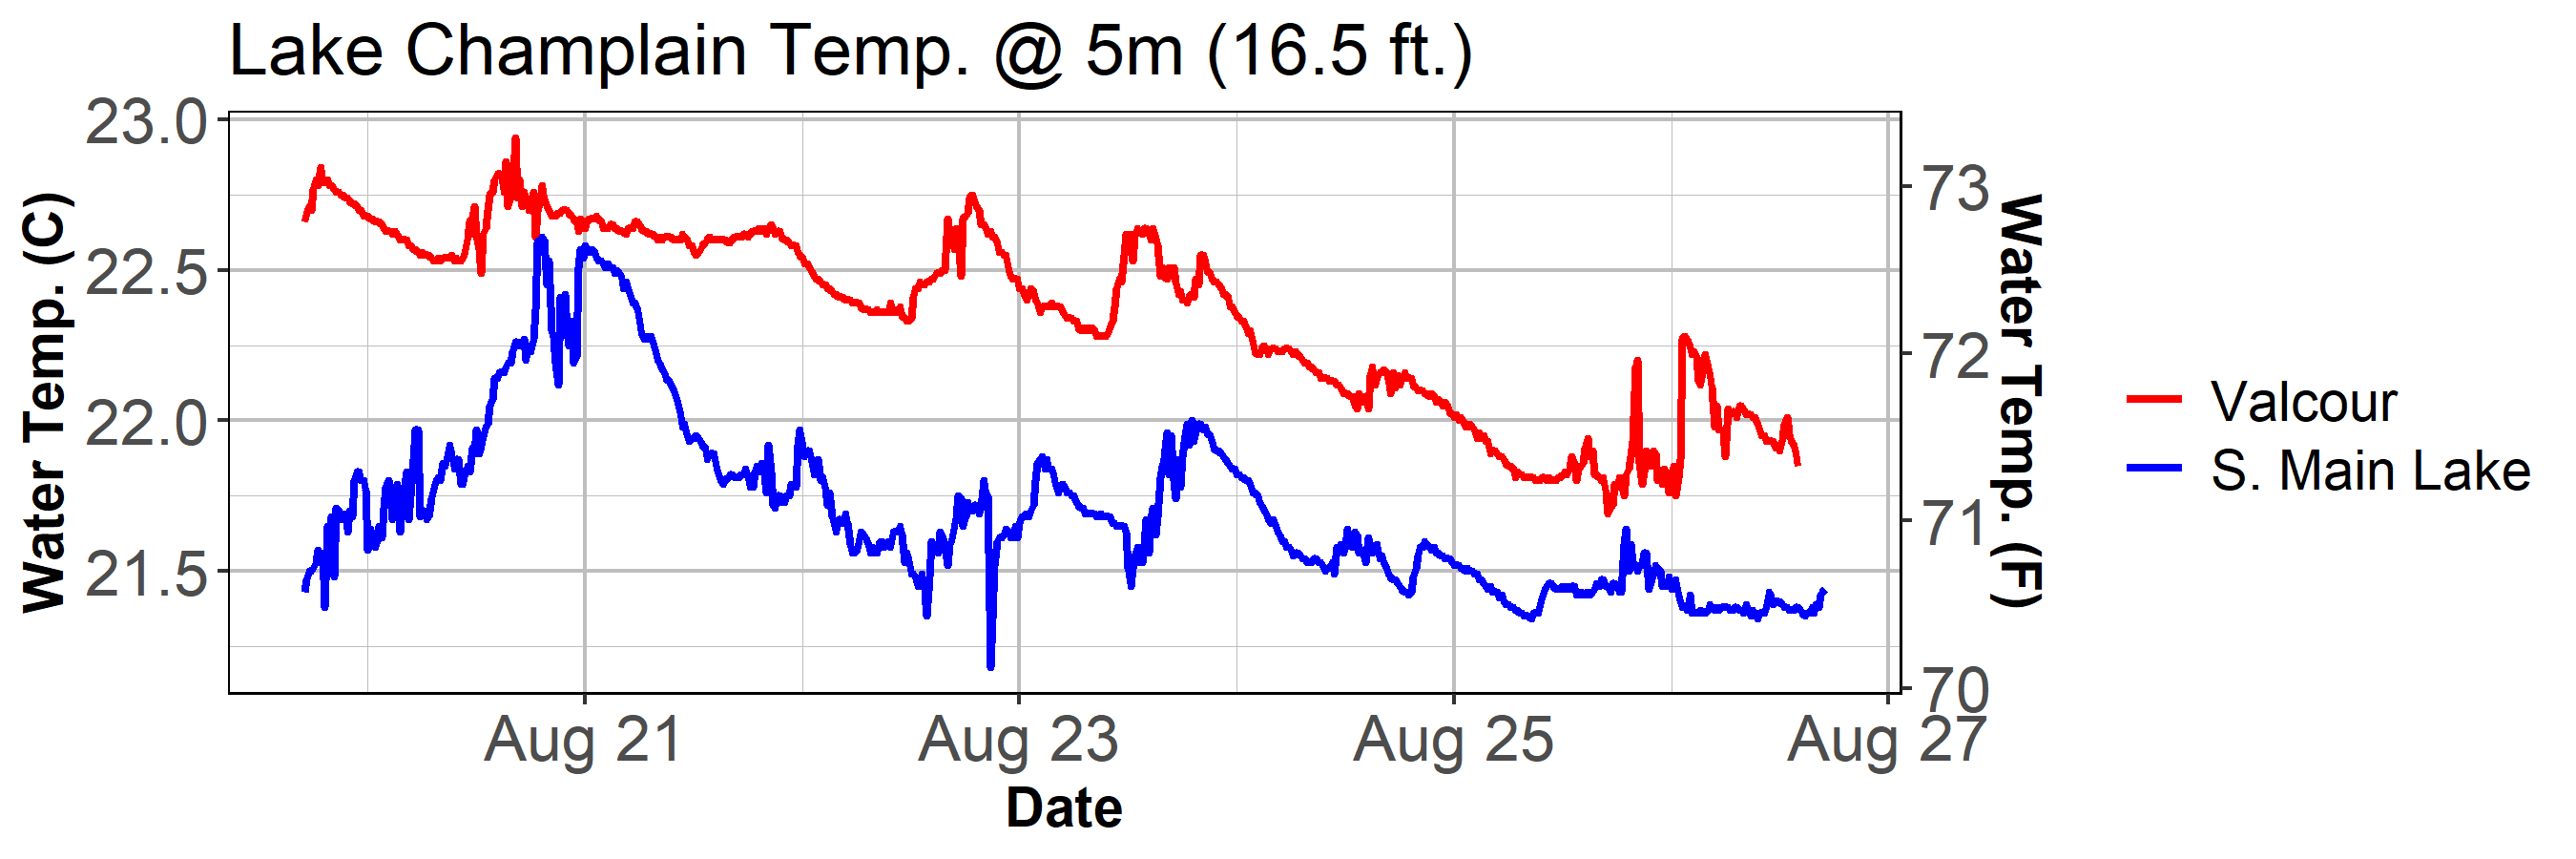 Lake Champlain Temp. @ 5m (16.5 ft.)
Water Temp. (C)
23.0
22.5
22.0
21.5
73
72
71
70
Water Temp. (F)
Aug 21
Aug 23
Aug 25
Aug 27
Date
Valcour
S. Main Lake